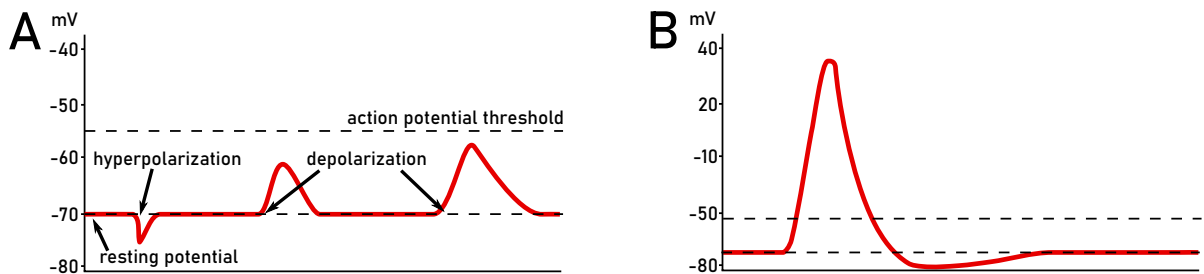 A
mV
-40
-50
action potential threshold
-60
hyperpolarization
depolarization
-70
resting potential
-80
B
mV
40
20
-10
-50
-80